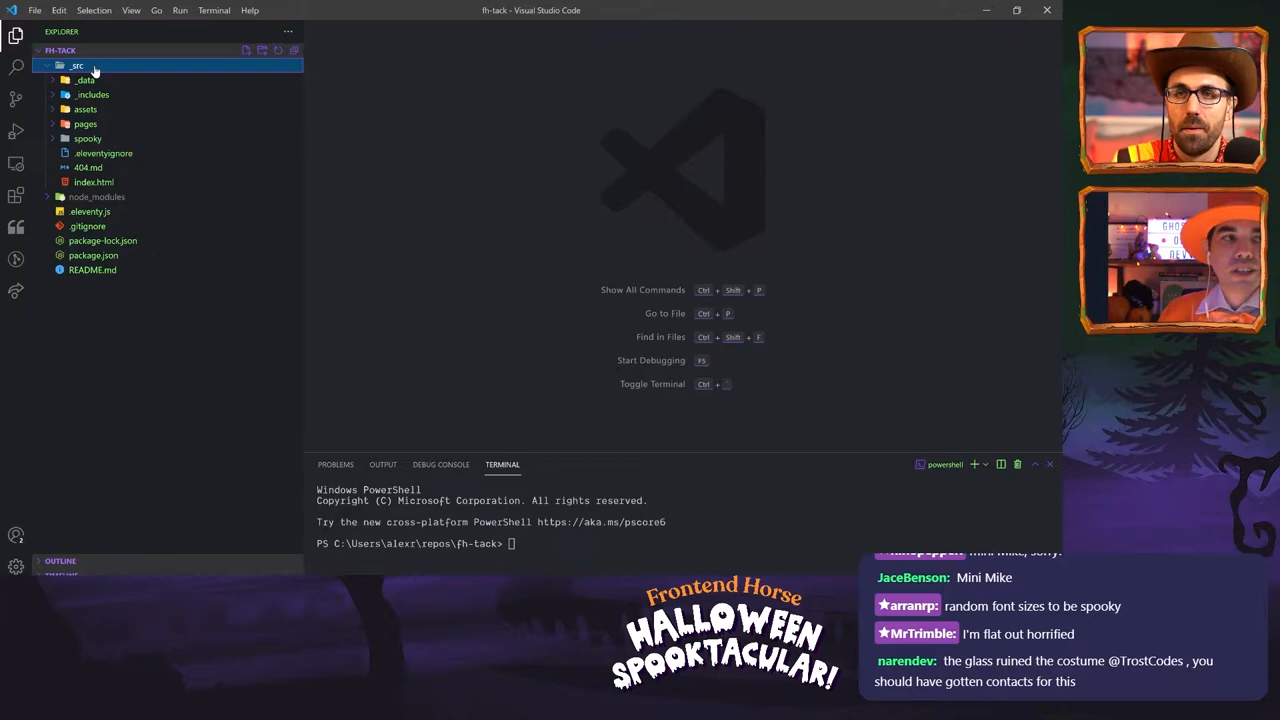 File Edit Selection View Go Run Terminal Help
fh-tack - Visual Studio Code
EXPLORER
FH-TACK
_src
_data
_includes
assets
pages
spooky
.eleventyignore
404.md
index.html
node_modules
.eleventy.js
.gitignore
package-lock.json
package.json
README.md
OUTLINE
Show All Commands Ctrl + Shift + P
Go to File Ctrl + P
Find in Files Ctrl + Shift + F
Start Debugging F5
Toggle Terminal Ctrl + `
PROBLEMS OUTPUT DEBUG CONSOLE TERMINAL
powershell
Windows PowerShell
Copyright (C) Microsoft Corporation. All rights reserved.
Try the new cross-platform PowerShell https://aka.ms/pscore6
PS C:\Users\alexr\repos\fh-tack>
Frontend Horse
HALLOWEEN
SPOOKTACULAR!
mini Mike, sorry!
JaceBenson: Mini Mike
arranrp: random font sizes to be spooky
MrTrimble: I'm flat out horrified
narendev: the glass ruined the costume @TrostCodes , you
should have gotten contacts for this